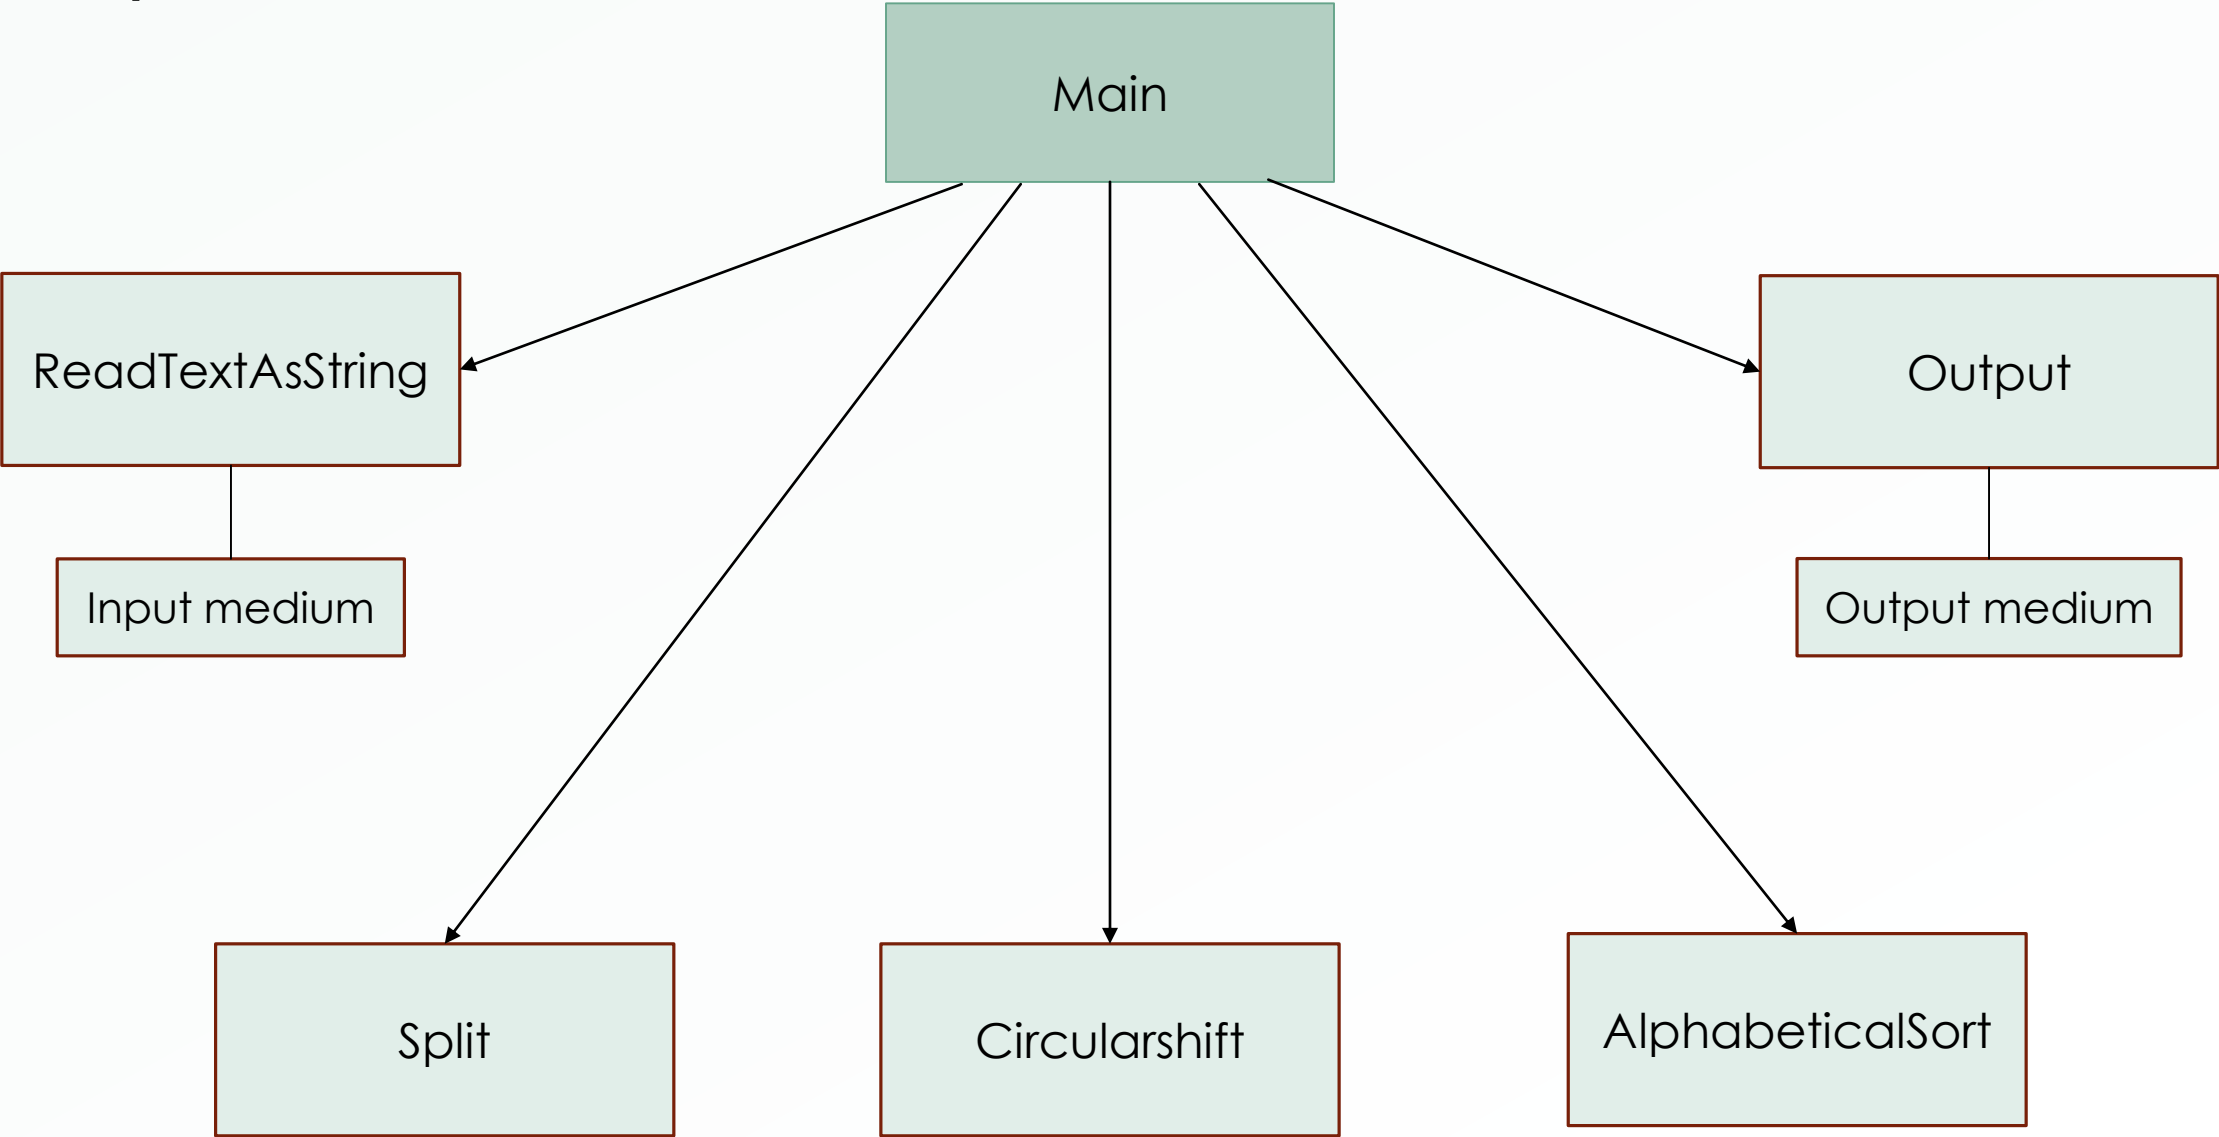 Main
ReadTextAsString
Output
Input medium
Output medium
Split
Circularshift
AlphabeticalSort